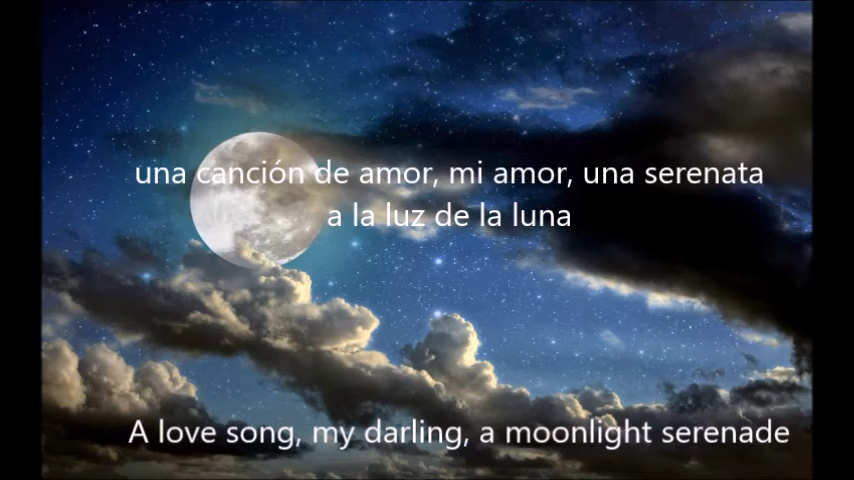 una canción de amor, mi amor, una serenata
a la luz de la luna
A love song, my darling, a moonlight serenade